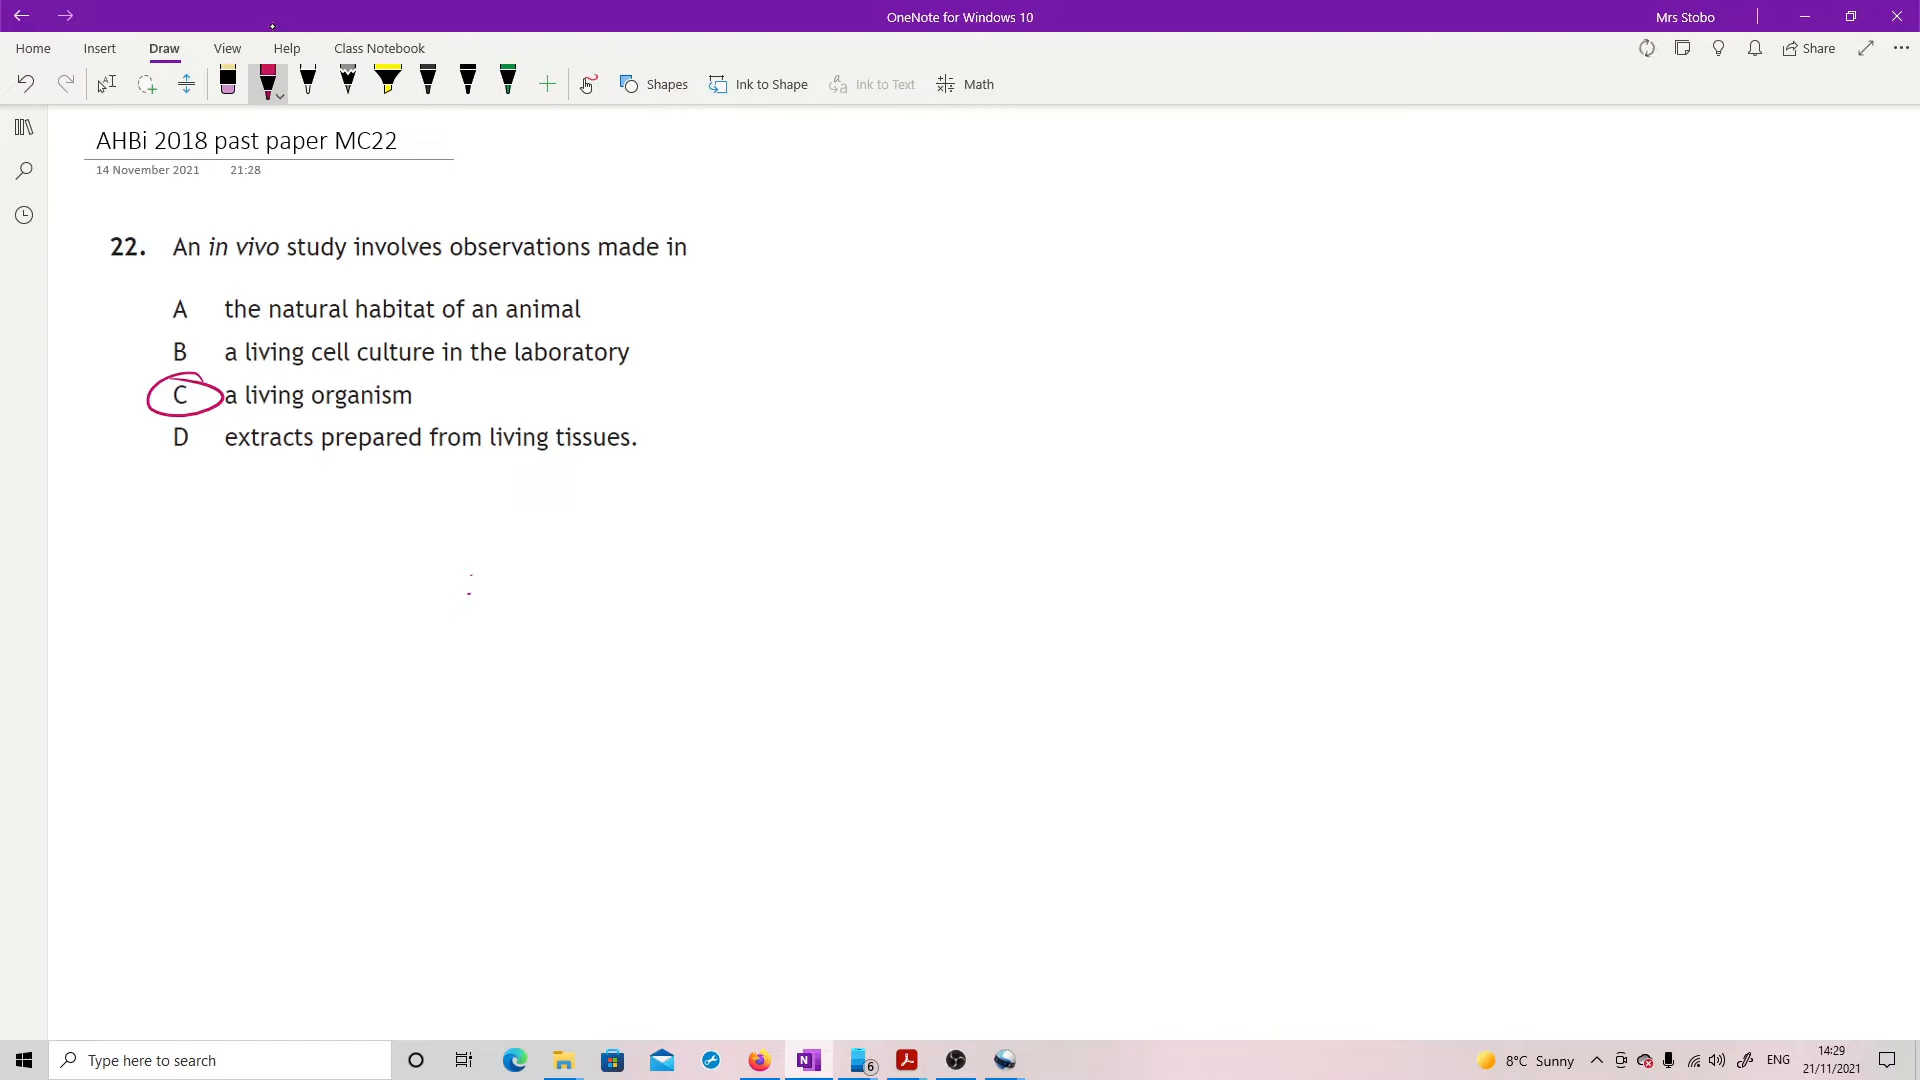 OneNote for Windows 10
Mrs Stobo
Home Insert Draw View Help Class Notebook
Share
Shapes Ink to Shape Ink to Text Math
AHBi 2018 past paper MC22
14 November 2021 21:28
22. An in vivo study involves observations made in
A the natural habitat of an animal
B a living cell culture in the laboratory
C a living organism
D extracts prepared from living tissues.
Type here to search
6
8°C Sunny
ENG
14:29
21/11/2021